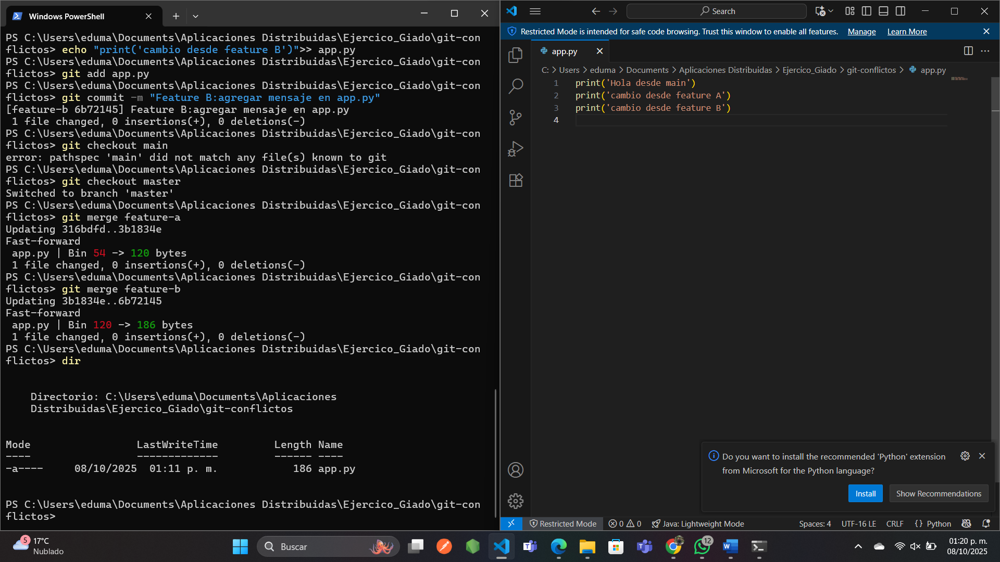 Windows PowerShell
PS C:\Users\eduma\Documents\Aplicaciones Distribuidas\Ejercico_Giado\git-con
flictos> echo "print('cambio desde feature B')">> app.py
PS C:\Users\eduma\Documents\Aplicaciones Distribuidas\Ejercico_Giado\git-con
flictos> git add app.py
PS C:\Users\eduma\Documents\Aplicaciones Distribuidas\Ejercico_Giado\git-con
flictos> git commit -m "Feature B:agregar mensaje en app.py"
[feature-b 6b72145] Feature B:agregar mensaje en app.py
 1 file changed, 0 insertions(+), 0 deletions(-)
PS C:\Users\eduma\Documents\Aplicaciones Distribuidas\Ejercico_Giado\git-con
flictos> git checkout main
error: pathspec 'main' did not match any file(s) known to git
PS C:\Users\eduma\Documents\Aplicaciones Distribuidas\Ejercico_Giado\git-con
flictos> git checkout master
Switched to branch 'master'
PS C:\Users\eduma\Documents\Aplicaciones Distribuidas\Ejercico_Giado\git-con
flictos> git merge feature-a
Updating 316bdfd..3b1834e
Fast-forward
 app.py | Bin 54 -> 120 bytes
 1 file changed, 0 insertions(+), 0 deletions(-)
PS C:\Users\eduma\Documents\Aplicaciones Distribuidas\Ejercico_Giado\git-con
flictos> git merge feature-b
Updating 3b1834e..6b72145
Fast-forward
 app.py | Bin 120 -> 186 bytes
 1 file changed, 0 insertions(+), 0 deletions(-)
PS C:\Users\eduma\Documents\Aplicaciones Distribuidas\Ejercico_Giado\git-con
flictos> dir
    Directorio: C:\Users\eduma\Documents\Aplicaciones
    Distribuidas\Ejercico_Giado\git-conflictos
Mode                 LastWriteTime         Length Name
----                 -------------         ------ ----
-a----     08/10/2025  01:11 p. m.            186 app.py
PS C:\Users\eduma\Documents\Aplicaciones Distribuidas\Ejercico_Giado\git-con
flictos>
Search
Restricted Mode is intended for safe code browsing. Trust this window to enable all features. Manage Learn More
app.py
C: > Users > eduma > Documents > Aplicaciones Distribuidas > Ejercico_Giado > git-conflictos > app.py
1 print('Hola desde main')
2 print('cambio desde feature A')
3 print('cambio desde feature B')
4
Do you want to install the recommended 'Python' extension
from Microsoft for the Python language?
Install Show Recommendations
Restricted Mode 0 0 Java: Lightweight Mode Spaces: 4 UTF-16 LE CRLF {} Python
5 17°C
Nublado
Buscar
12
01:20 p. m.
08/10/2025